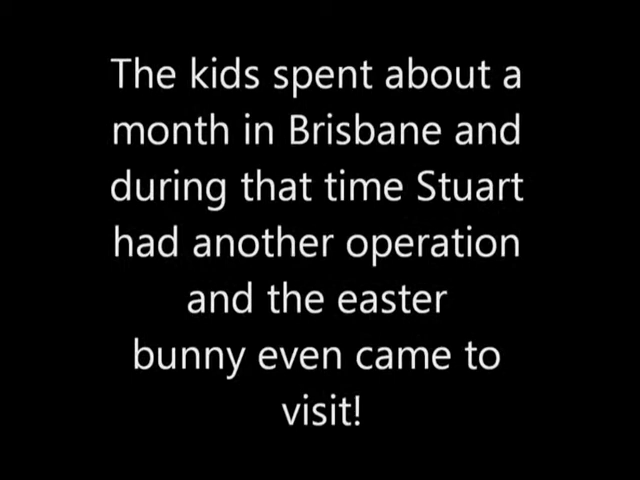 The kids spent about a
month in Brisbane and
during that time Stuart
had another operation
and the easter
bunny even came to
visit!